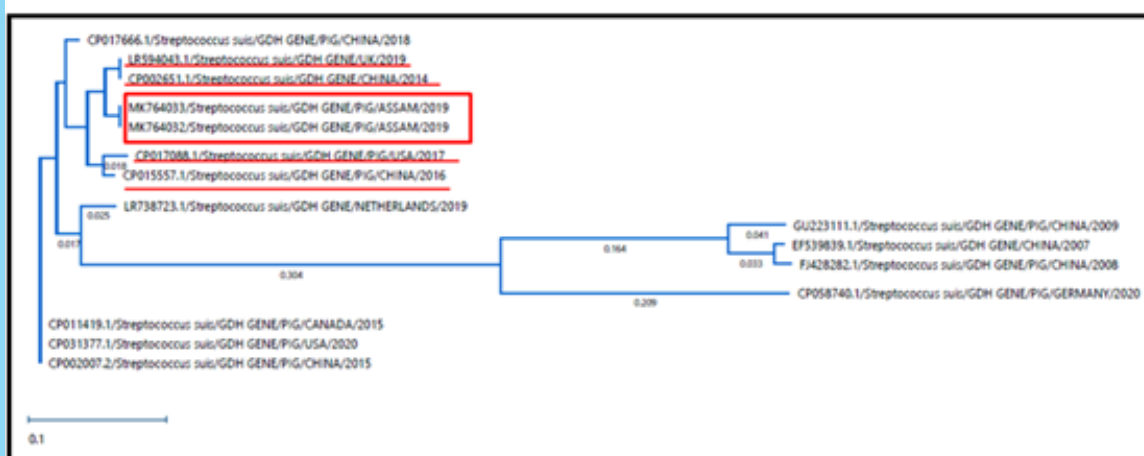 CP017666.1/Streptococcus suis/GDH GENE/PIG/CHINA/2018
LR594043.1/Streptococcus suis/GDH GENE/UK/2019
CP002651.1/Streptococcus suis/GDH GENE/CHINA/2014
MK764033/Streptococcus suis/GDH GENE/PIG/ASSAM/2019
MK764032/Streptococcus suis/GDH GENE/PIG/ASSAM/2019
CP017088.1/Streptococcus suis/GDH GENE/PIG/USA/2017
0.018
CP015557.1/Streptococcus suis/GDH GENE/PIG/CHINA/2016
LR738723.1/Streptococcus suis/GDH GENE/NETHERLANDS/2019
0.025
GU223111.1/Streptococcus suis/GDH GENE/PIG/CHINA/2009
0.041
0.017
0.164
EF539839.1/Streptococcus suis/GDH GENE/CHINA/2007
0.033
FJ428282.1/Streptococcus suis/GDH GENE/PIG/CHINA/2008
0.304
CP058740.1/Streptococcus suis/GDH GENE/PIG/GERMANY/2020
0.209
CP011419.1/Streptococcus suis/GDH GENE/PIG/CANADA/2015
CP031377.1/Streptococcus suis/GDH GENE/PIG/USA/2020
CP002007.2/Streptococcus suis/GDH GENE/PIG/CHINA/2015
0.1